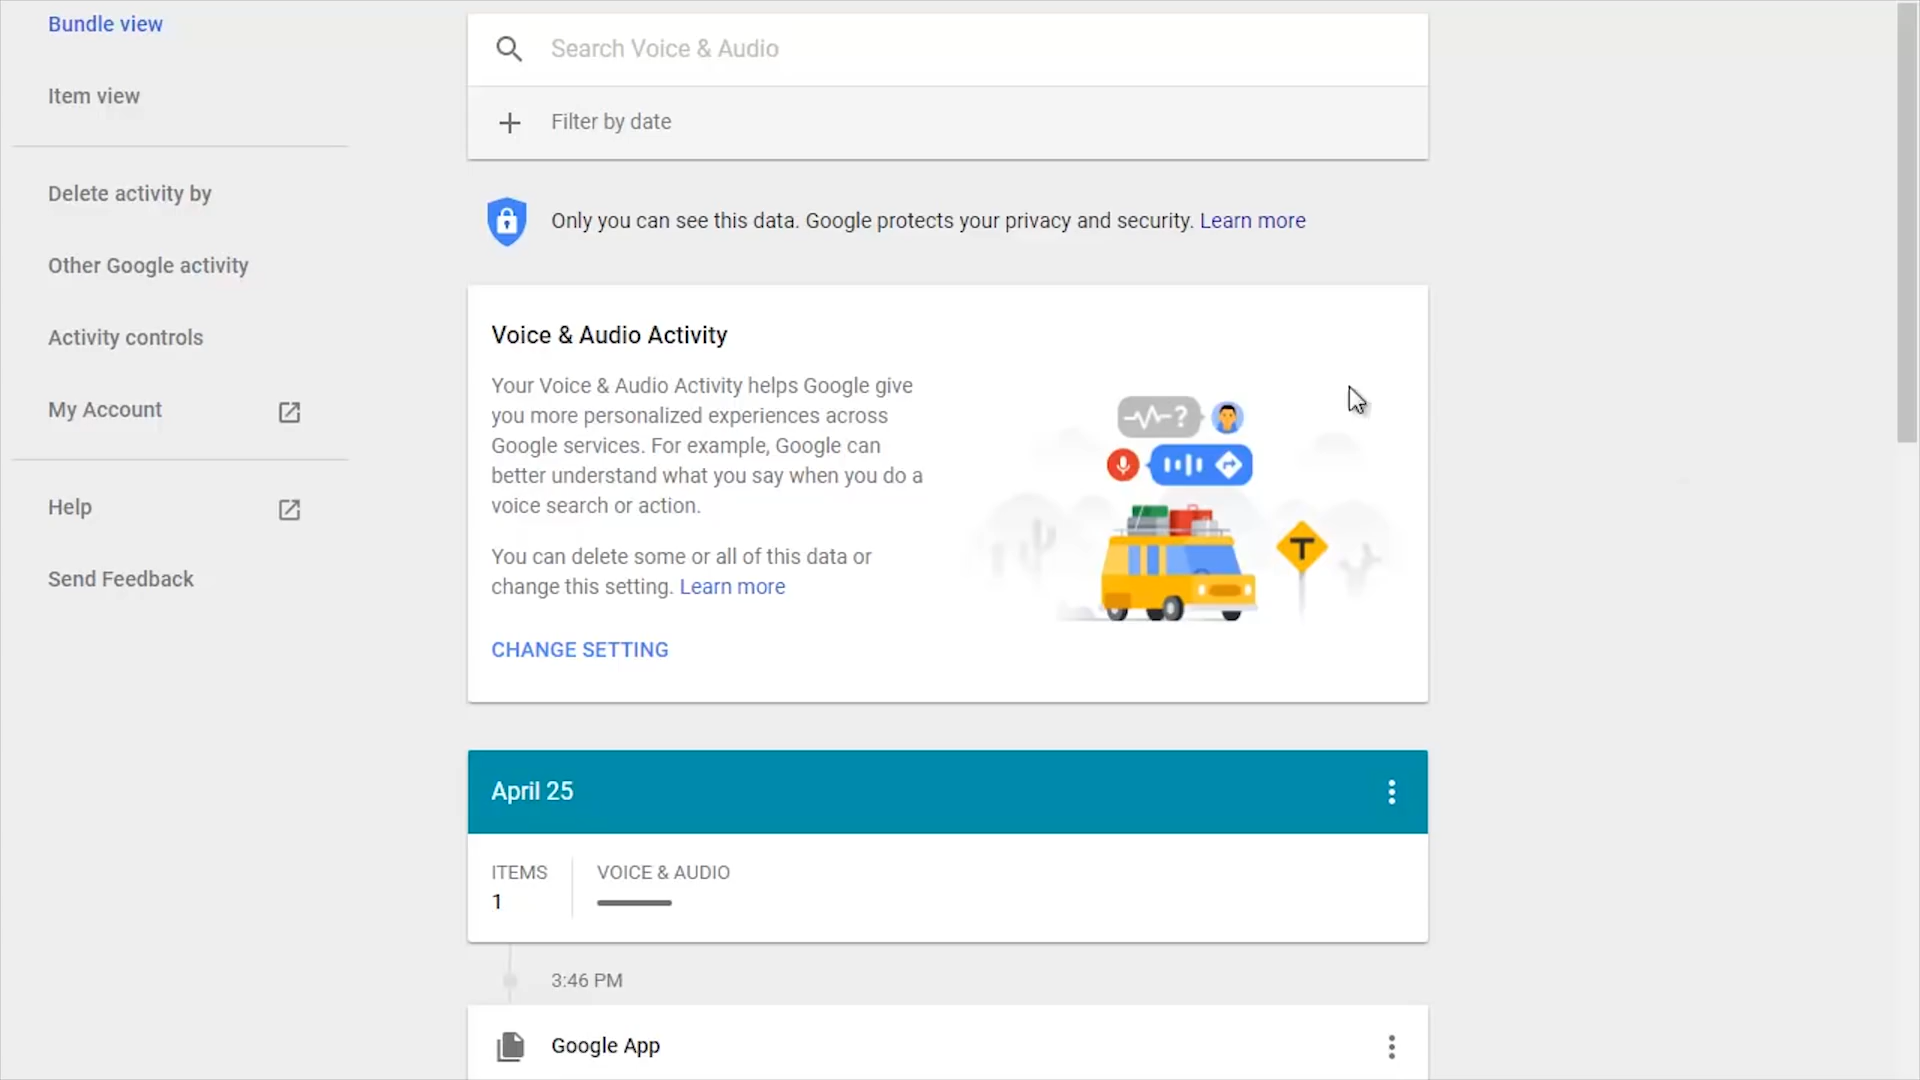 Bundle view
Item view
Delete activity by
Other Google activity
Activity controls
My Account
Help
Send Feedback
Search Voice & Audio
Filter by date
Only you can see this data. Google protects your privacy and security. Learn more
Voice & Audio Activity
Your Voice & Audio Activity helps Google give
you more personalized experiences across
Google services. For example, Google can
better understand what you say when you do a
voice search or action.
You can delete some or all of this data or
change this setting. Learn more
CHANGE SETTING
?
T
April 25
ITEMS
1
VOICE & AUDIO
3:46 PM
Google App